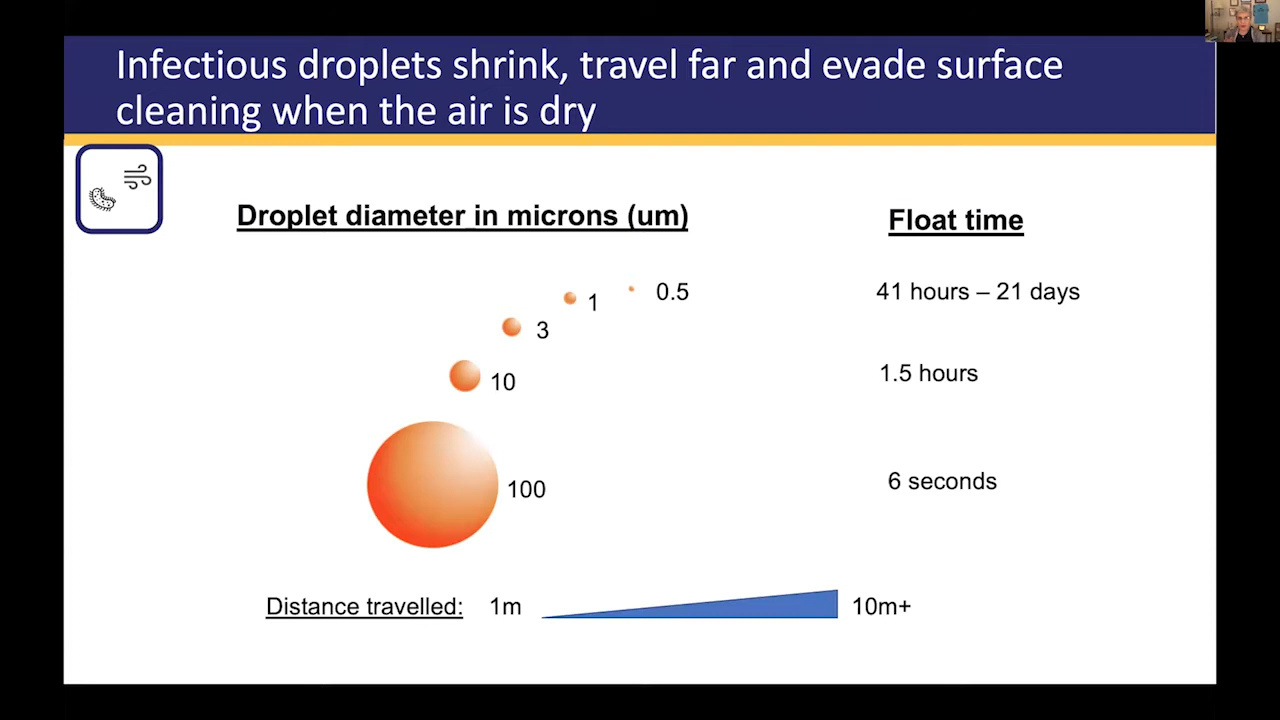 Infectious droplets shrink, travel far and evade surface
cleaning when the air is dry
Droplet diameter in microns (um)
Float time
0.5
41 hours – 21 days
1
3
10
1.5 hours
100
6 seconds
Distance travelled:
1m
10m+